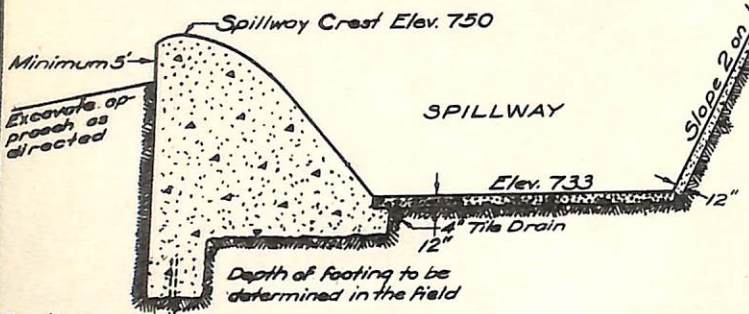 Spillway Crest Elev. 750
Minimum 5'
Excavate ap-
proach as
directed
SPILLWAY
Slope 2 on
Elev. 733
12"
4" Tile Drain
12"
Depth of footing to be
determined in the field